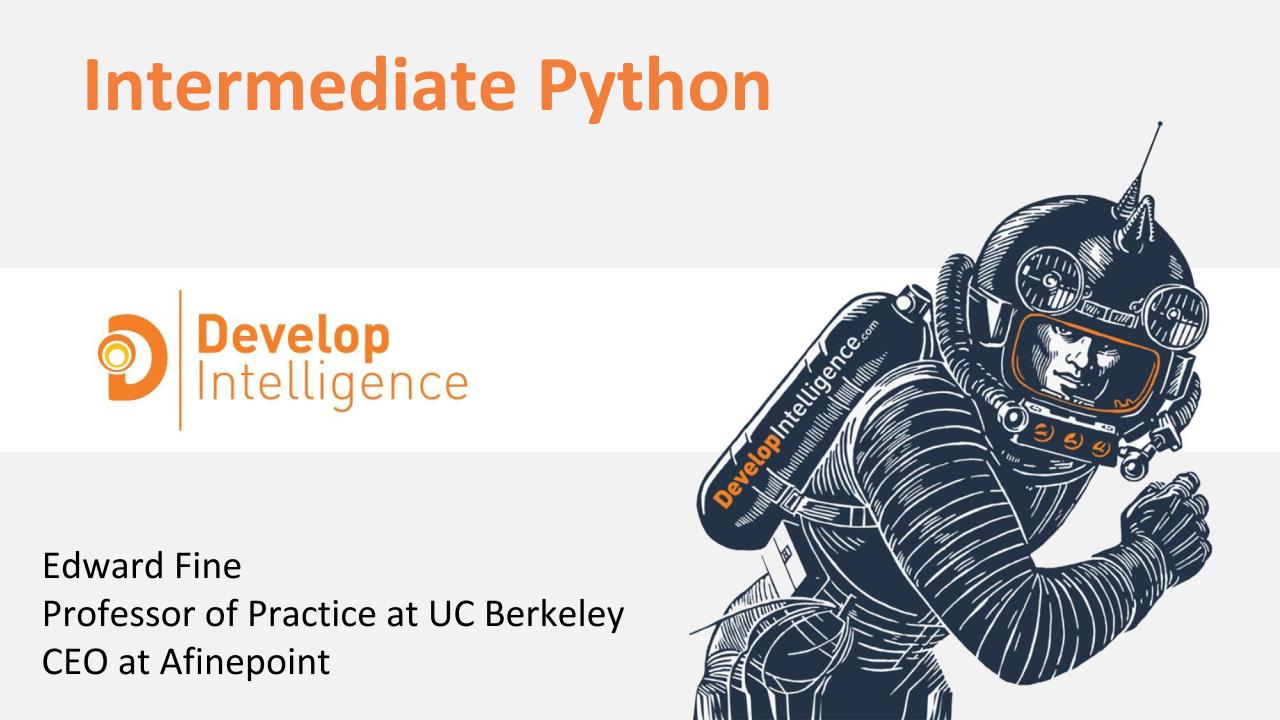 Intermediate Python
Develop
Intelligence
DevelopIntelligence.com
Edward Fine
Professor of Practice at UC Berkeley
CEO at Afinepoint